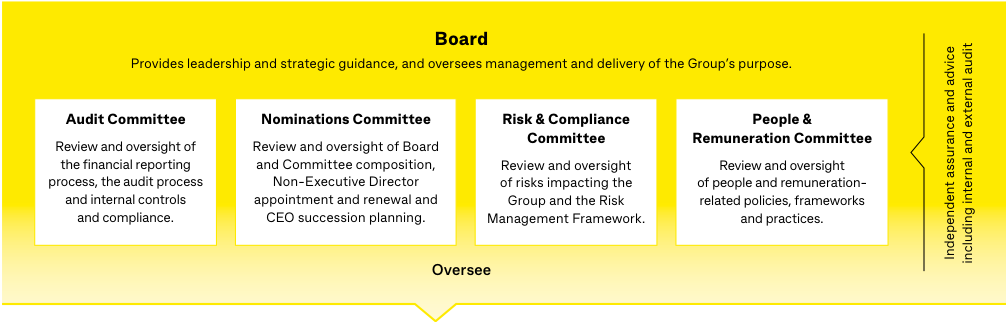 Board
Provides leadership and strategic guidance, and oversees management and delivery of the Group’s purpose.
Audit Committee
Review and oversight of
the financial reporting
process, the audit process
and internal controls
and compliance.
Nominations Committee
Review and oversight of Board
and Committee composition,
Non-Executive Director
appointment and renewal and
CEO succession planning.
Risk & Compliance
Committee
Review and oversight
of risks impacting the
Group and the Risk
Management Framework.
People &
Remuneration Committee
Review and oversight
of people and remuneration-
related policies, frameworks
and practices.
Independent assurance and advice
including internal and external audit
Oversee